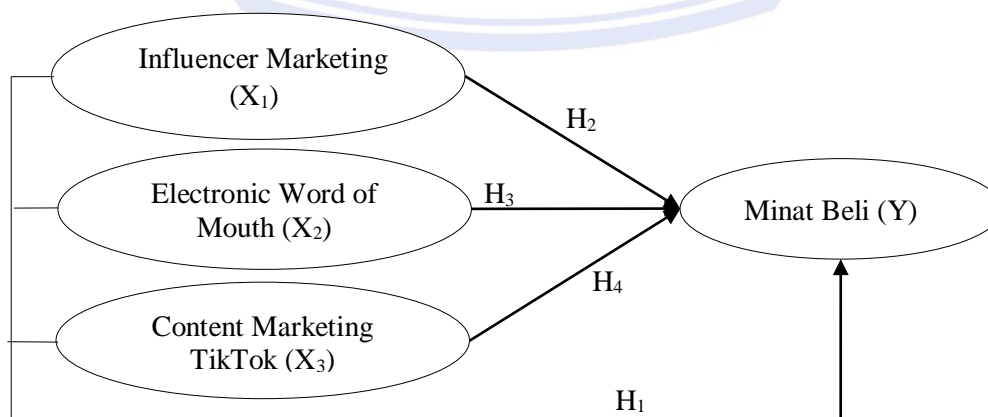 Influencer Marketing
(X₁)
H₂
Electronic Word of
Mouth (X₂)
H₃
Minat Beli (Y)
H₄
Content Marketing
TikTok (X₃)
H₁